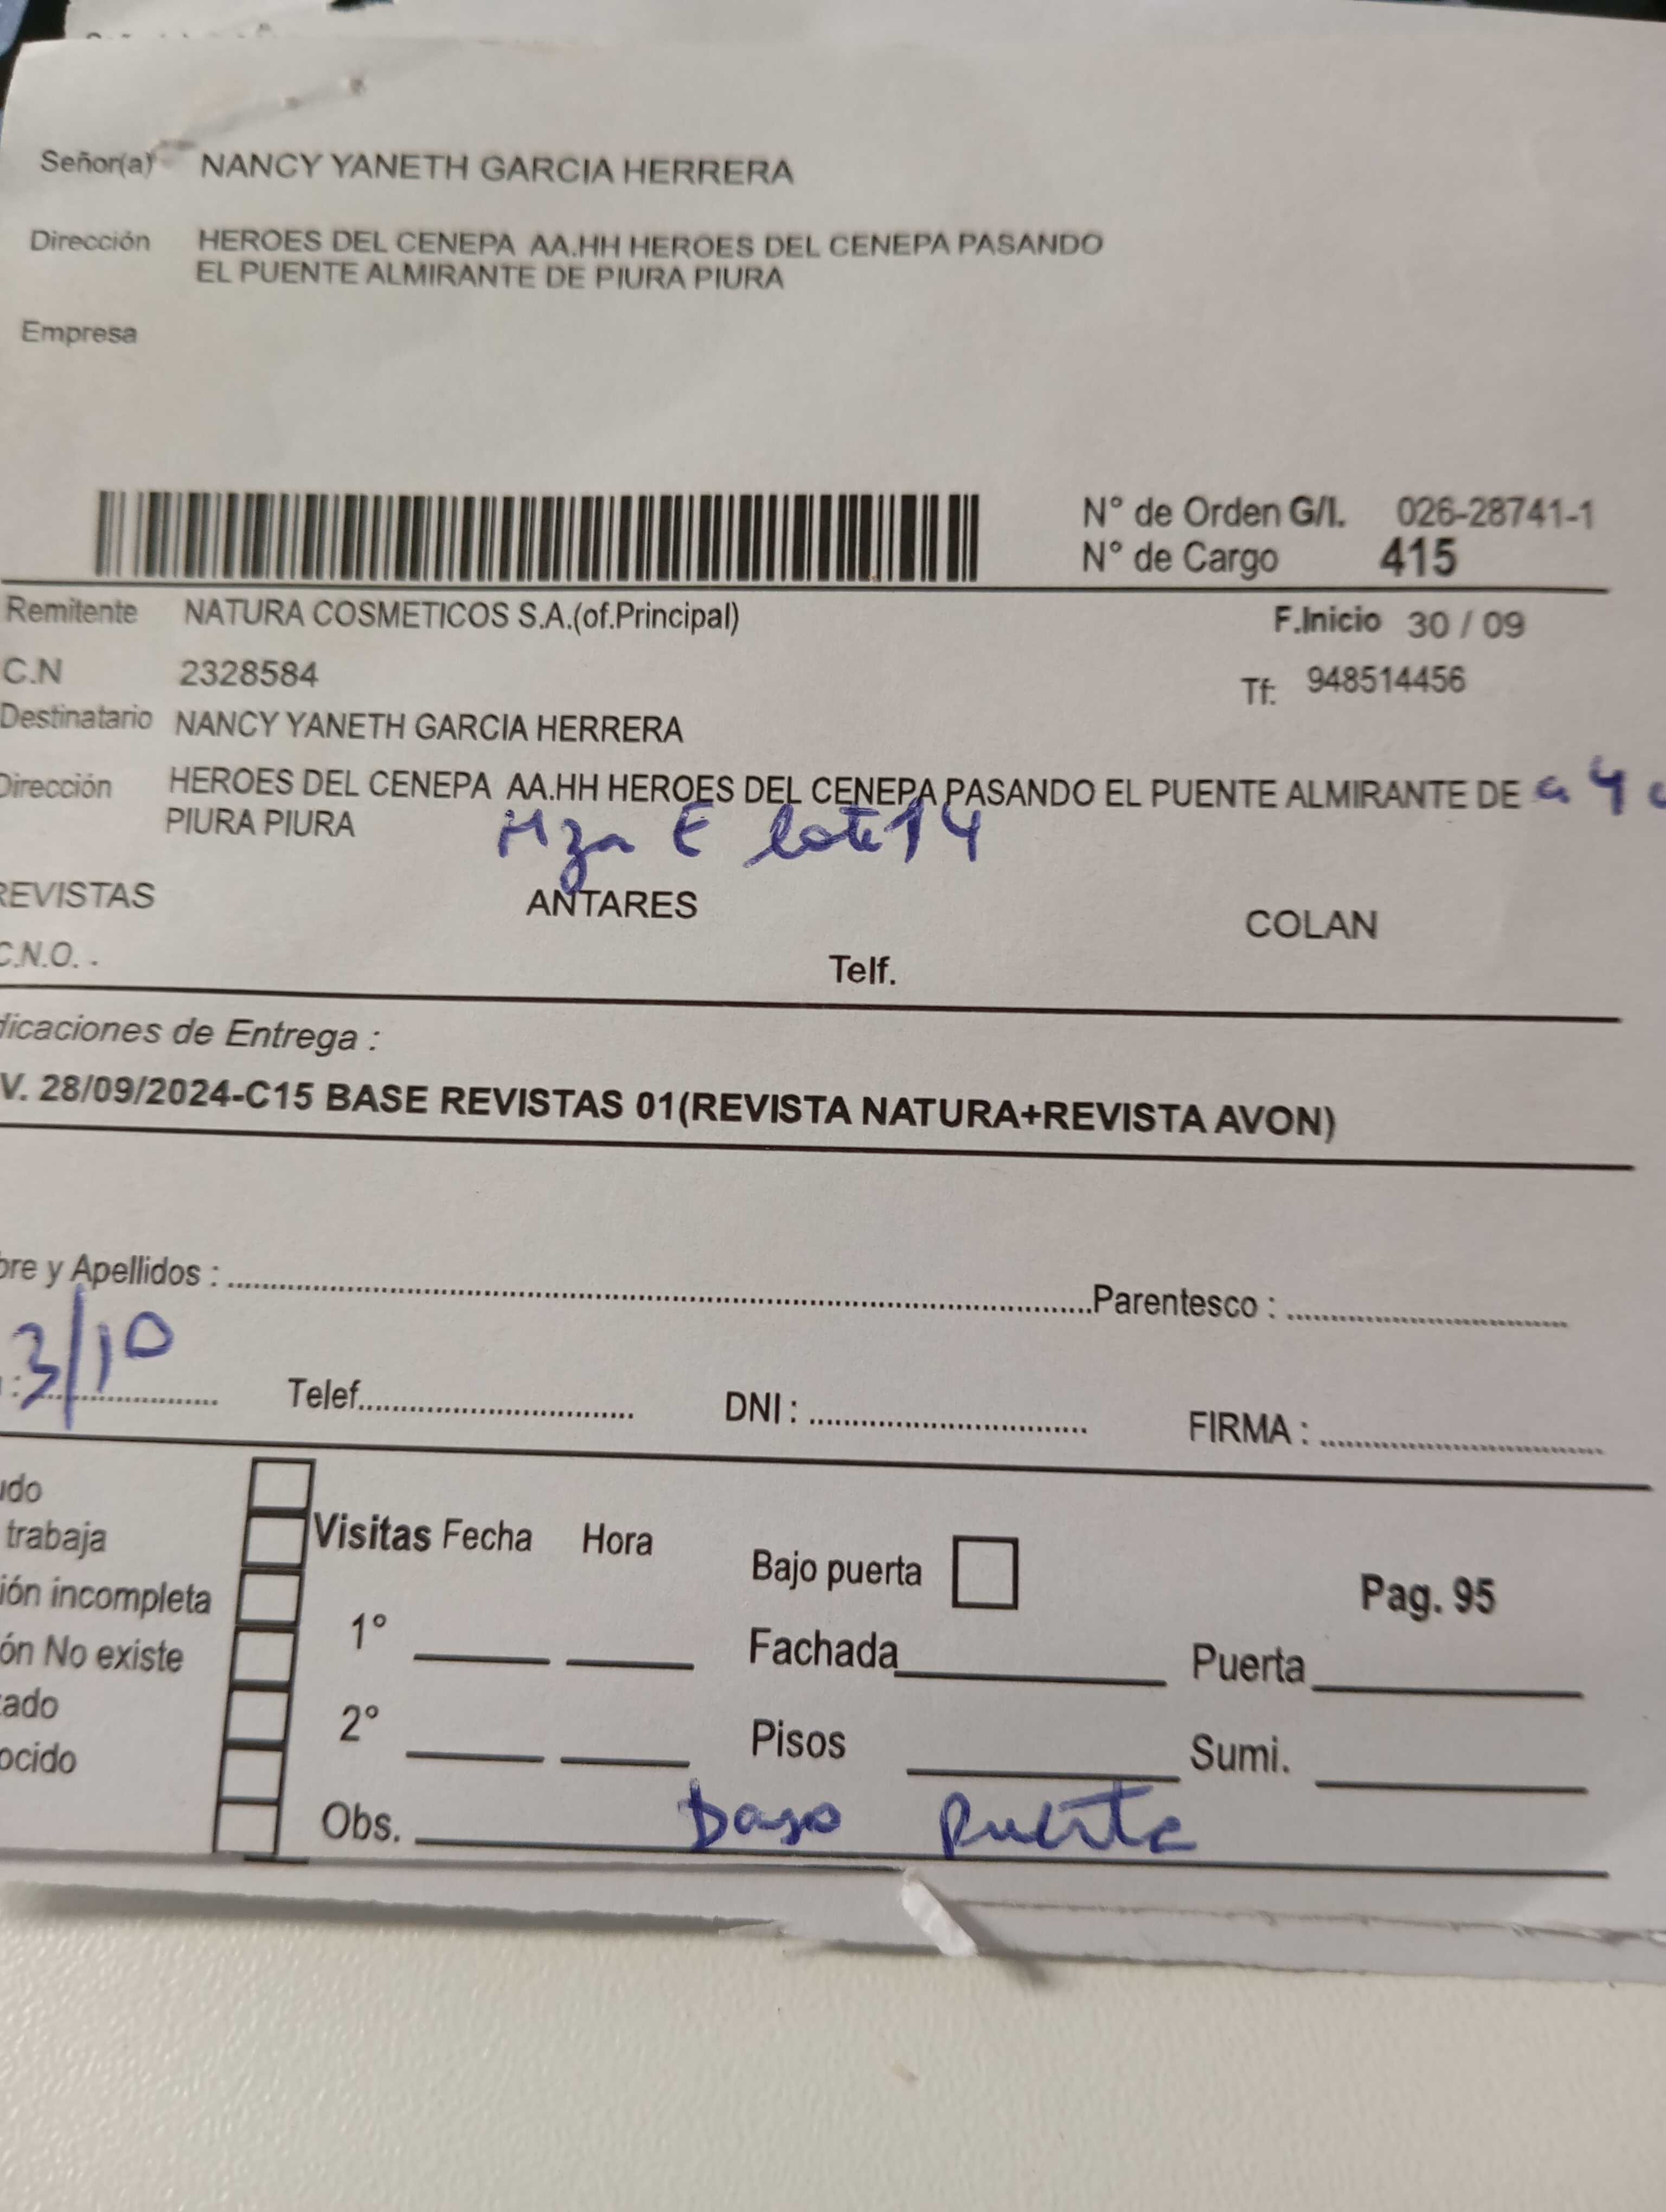 Señor(a) NANCY YANETH GARCIA HERRERA
Dirección HEROES DEL CENEPA AA.HH HEROES DEL CENEPA PASANDO
EL PUENTE ALMIRANTE DE PIURA PIURA
Empresa
N° de Orden G/I. 026-28741-1
N° de Cargo 415
Remitente NATURA COSMETICOS S.A.(of.Principal) F.Inicio 30 / 09
C.N 2328584 Tf: 948514456
Destinatario NANCY YANETH GARCIA HERRERA
Dirección HEROES DEL CENEPA AA.HH HEROES DEL CENEPA PASANDO EL PUENTE ALMIRANTE DE a 4 c
PIURA PIURA Mza E lote 14
REVISTAS ANTARES COLAN
C.N.O. . Telf.
dicaciones de Entrega :
V. 28/09/2024-C15 BASE REVISTAS 01(REVISTA NATURA+REVISTA AVON)
bre y Apellidos : Parentesco :
: 3/10 Telef. DNI : FIRMA :
udo
trabaja Visitas Fecha Hora Bajo puerta Pag. 95
ión incompleta
1° Fachada Puerta
ón No existe
ado 2° Pisos Sumi.
ocido
Obs. Bajo Puerta